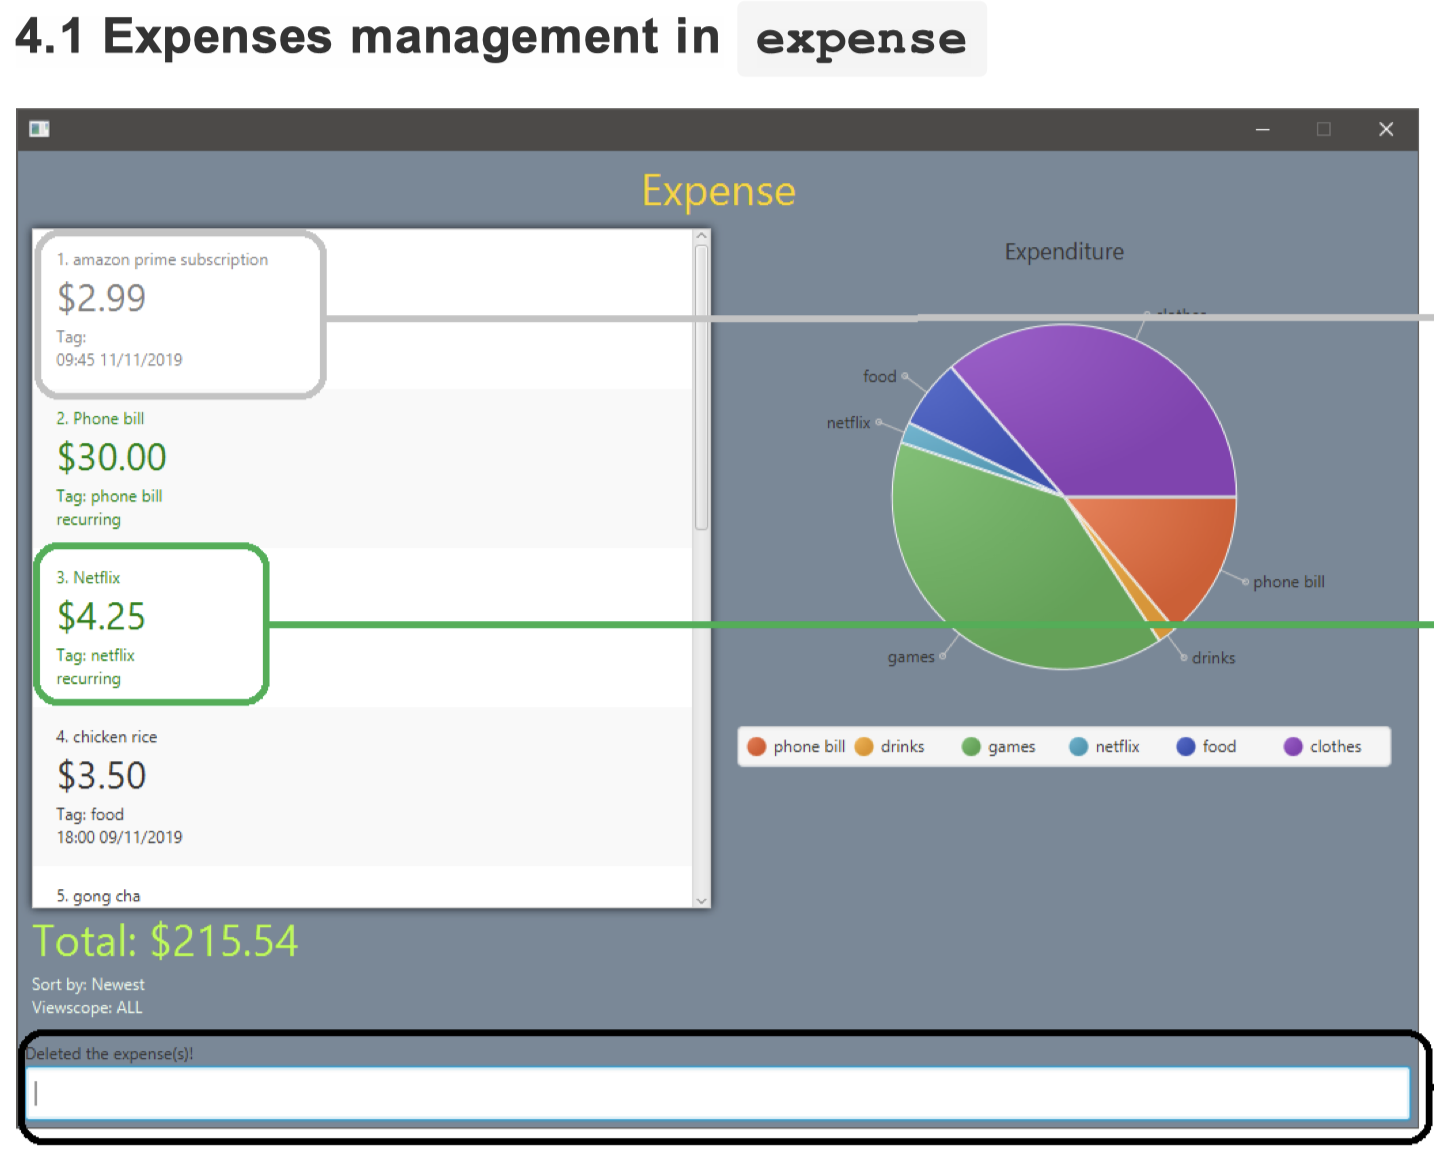 4.1 Expenses management in expense
Expense
1. amazon prime subscription
$2.99
Tag:
09:45 11/11/2019
2. Phone bill
$30.00
Tag: phone bill
recurring
3. Netflix
$4.25
Tag: netflix
recurring
4. chicken rice
$3.50
Tag: food
18:00 09/11/2019
5. gong cha
Expenditure
clothes
food
netflix
phone bill
games
drinks
phone bill drinks games netflix food clothes
Total: $215.54
Sort by: Newest
Viewscope: ALL
Deleted the expense(s)!